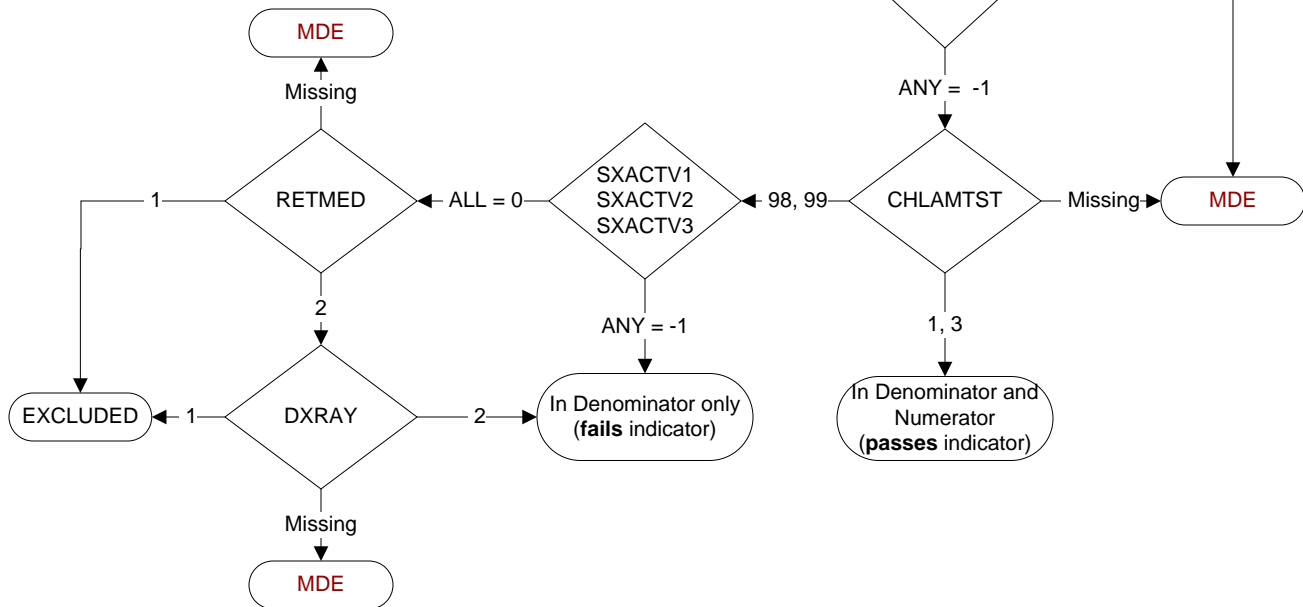 MDE
Missing
ANY = -1
SXACTV1
SXACTV2
SXACTV3
1
RETMED
ALL = 0
98, 99
CHLAMTST
Missing
MDE
2
ANY = -1
1, 3
EXCLUDED
1
DXRAY
2
In Denominator only
(fails indicator)
In Denominator and
Numerator
(passes indicator)
Missing
MDE